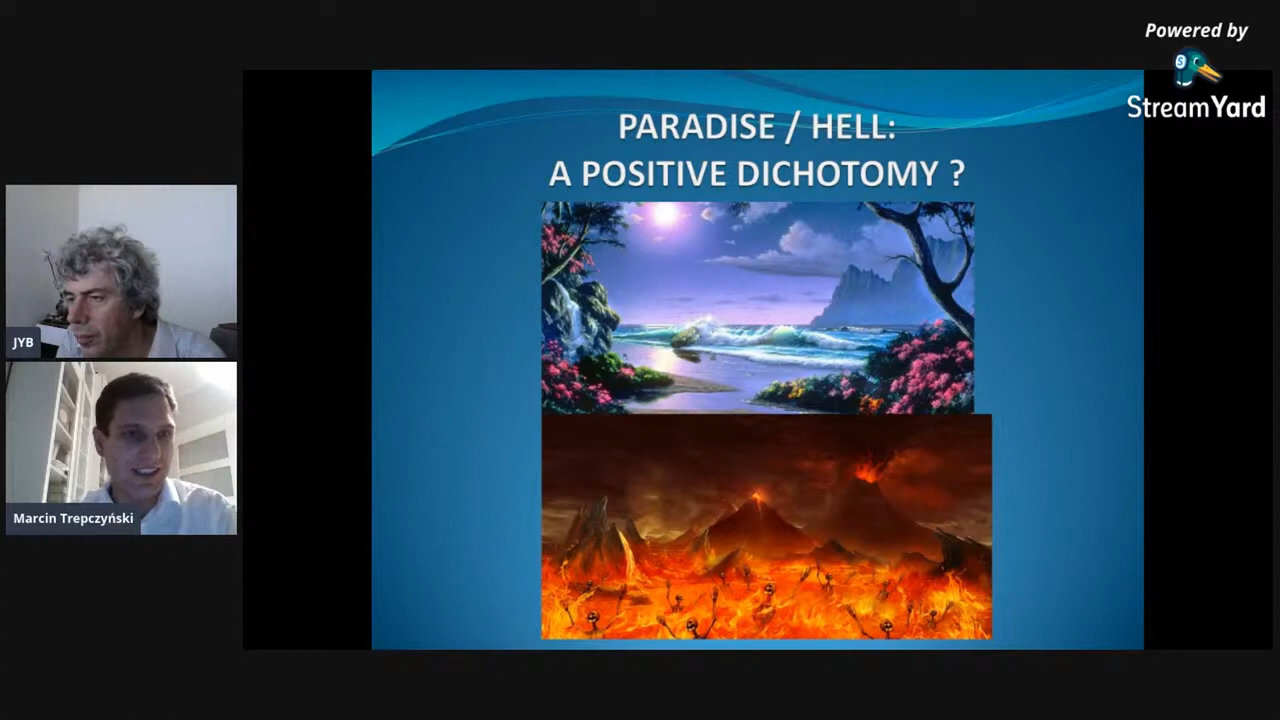 Powered by
StreamYard
PARADISE / HELL:
A POSITIVE DICHOTOMY ?
JYB
Marcin Trepczyński